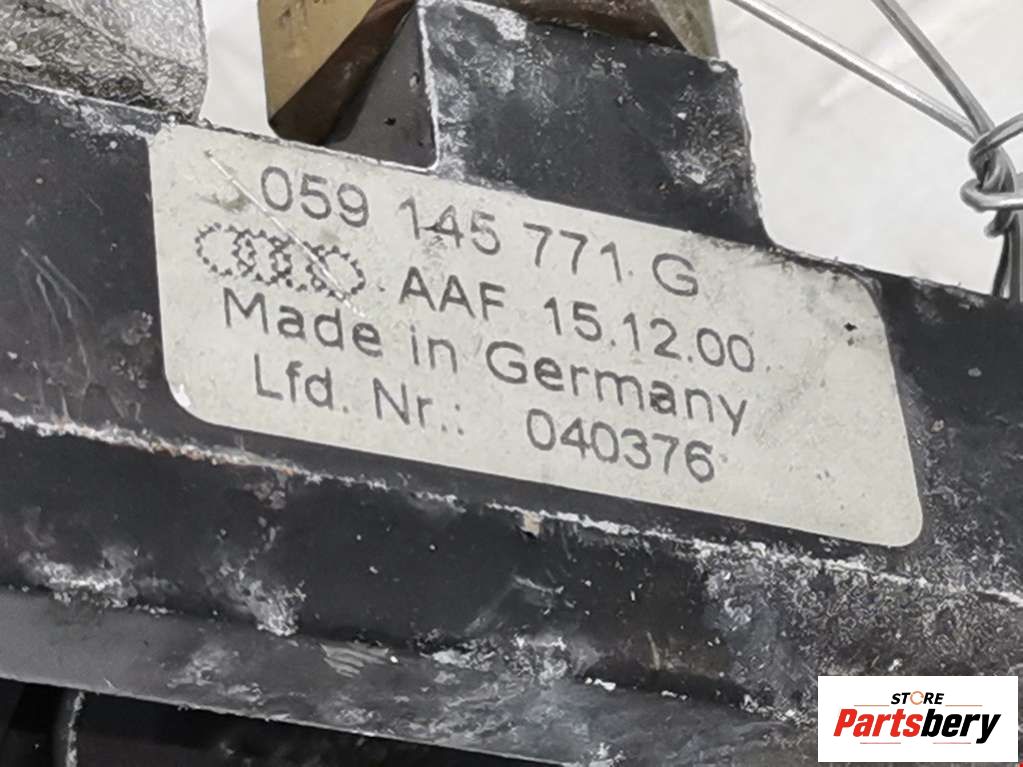 059 145 771 G
AAF 15.12.00
Made in Germany
Lfd. Nr.: 040376
STORE
Partsbery